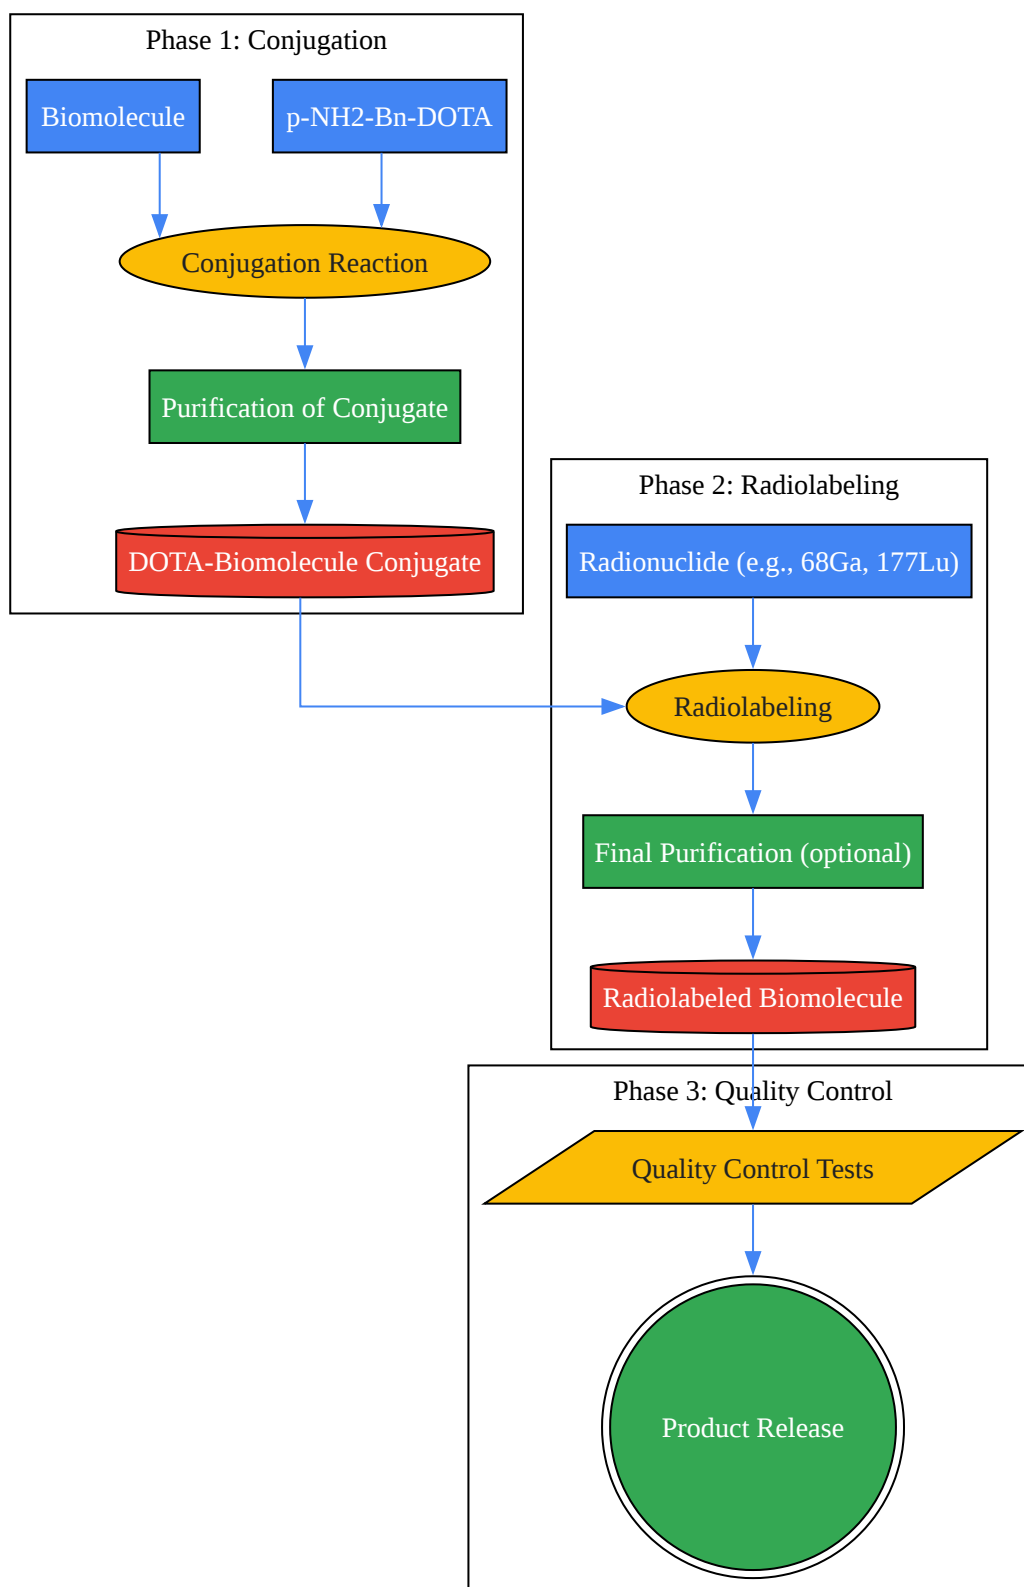 Phase 1: Conjugation
Biomolecule
p-NH2-Bn-DOTA
Conjugation Reaction
Purification of Conjugate
DOTA-Biomolecule Conjugate
Phase 2: Radiolabeling
Radionuclide (e.g., 68Ga, 177Lu)
Radiolabeling
Final Purification (optional)
Radiolabeled Biomolecule
Phase 3: Quality Control
Quality Control Tests
Product Release